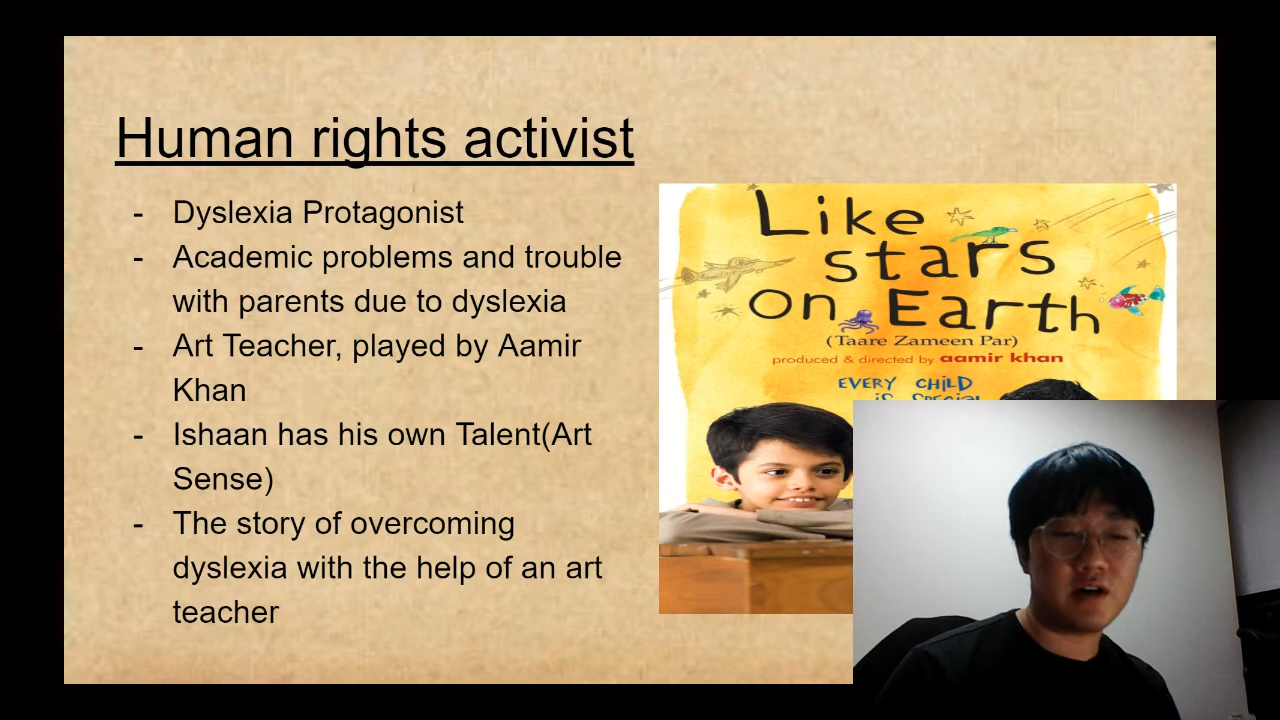 Human rights activist
- Dyslexia Protagonist
- Academic problems and trouble
with parents due to dyslexia
- Art Teacher, played by Aamir
Khan
- Ishaan has his own Talent(Art
Sense)
- The story of overcoming
dyslexia with the help of an art
teacher
Like
stars
on Earth
(Taare Zameen Par)
produced & directed by aamir khan
EVERY CHILD
is SPECIAL